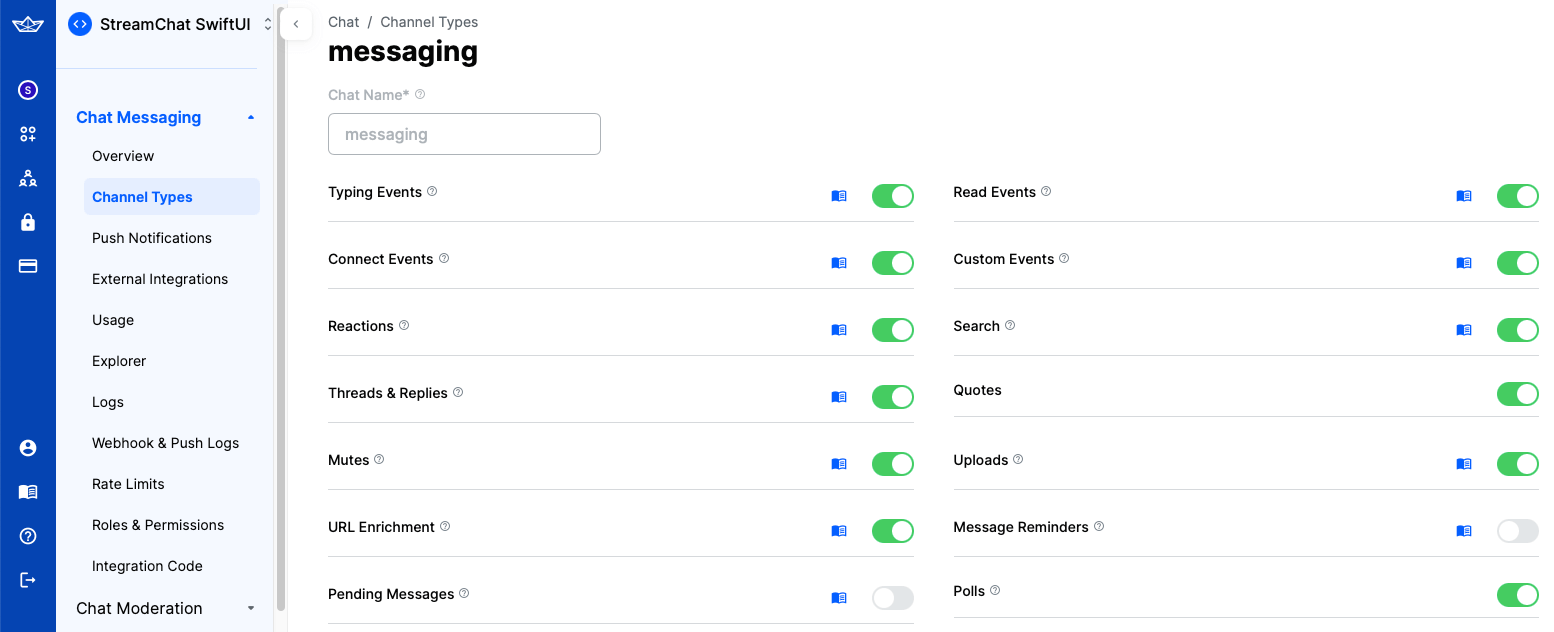 StreamChat SwiftUI
S
Chat Messaging
Overview
Channel Types
Push Notifications
External Integrations
Usage
Explorer
Logs
Webhook & Push Logs
Rate Limits
Roles & Permissions
Integration Code
Chat Moderation
Chat / Channel Types
messaging
Chat Name*
messaging
Typing Events
Read Events
Connect Events
Custom Events
Reactions
Search
Threads & Replies
Quotes
Mutes
Uploads
URL Enrichment
Message Reminders
Pending Messages
Polls